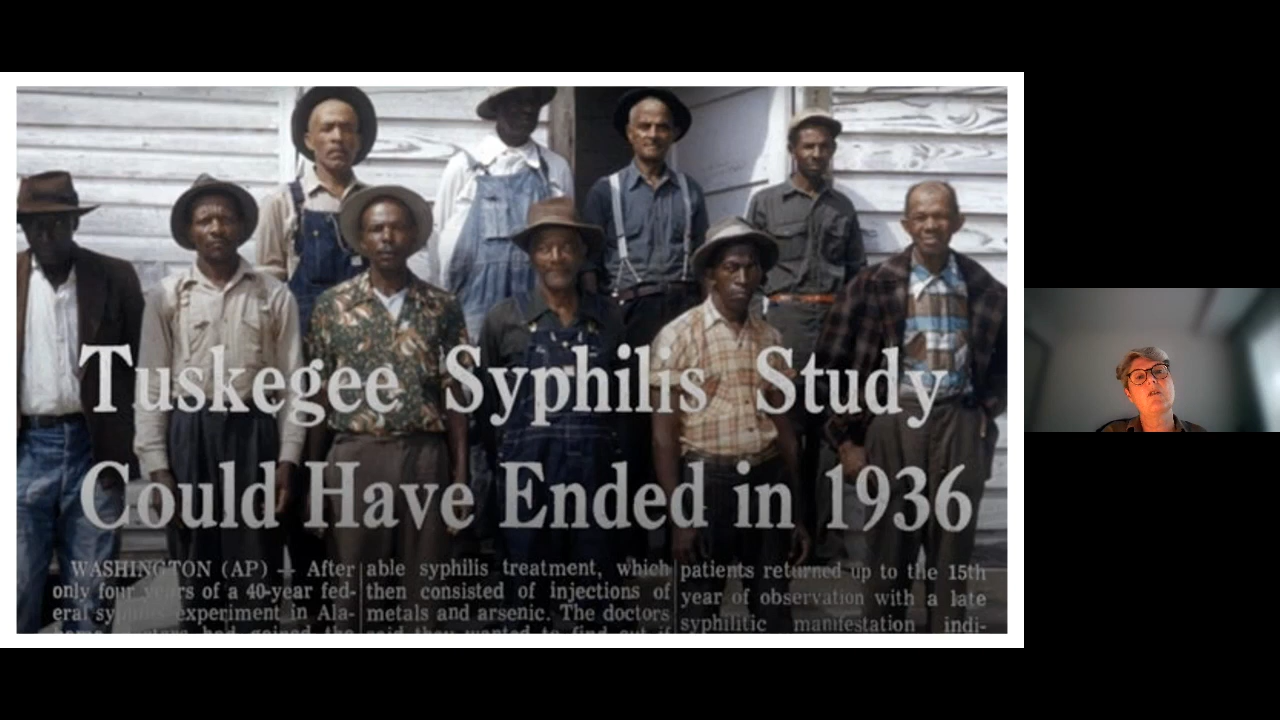 Tuskegee Syphilis Study
Could Have Ended in 1936
WASHINGTON (AP) — After
only four years of a 40-year fed-
eral syphilis experiment in Ala-
able syphilis treatment, which
then consisted of injections of
metals and arsenic. The doctors
said they wanted to find out if
patients returned up to the 15th
year of observation with a late
syphilitic manifestation indi-